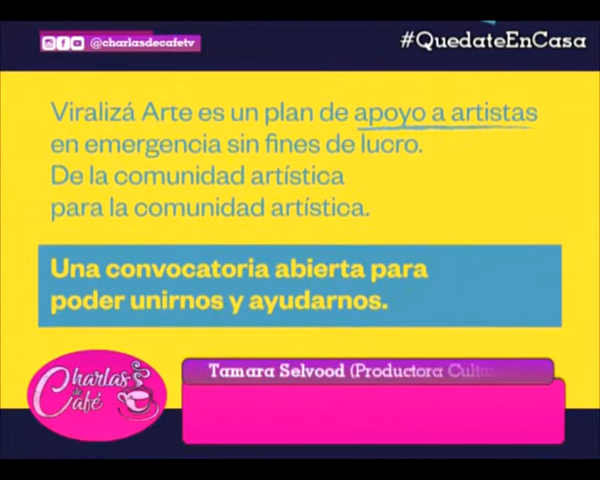 @charlasdecafetv
#QuedateEnCasa
Viralizá Arte es un plan de apoyo a artistas
en emergencia sin fines de lucro.
De la comunidad artística
para la comunidad artística.
Una convocatoria abierta para
poder unirnos y ayudarnos.
Charlas
de
Café
Tamara Selvood (Productora